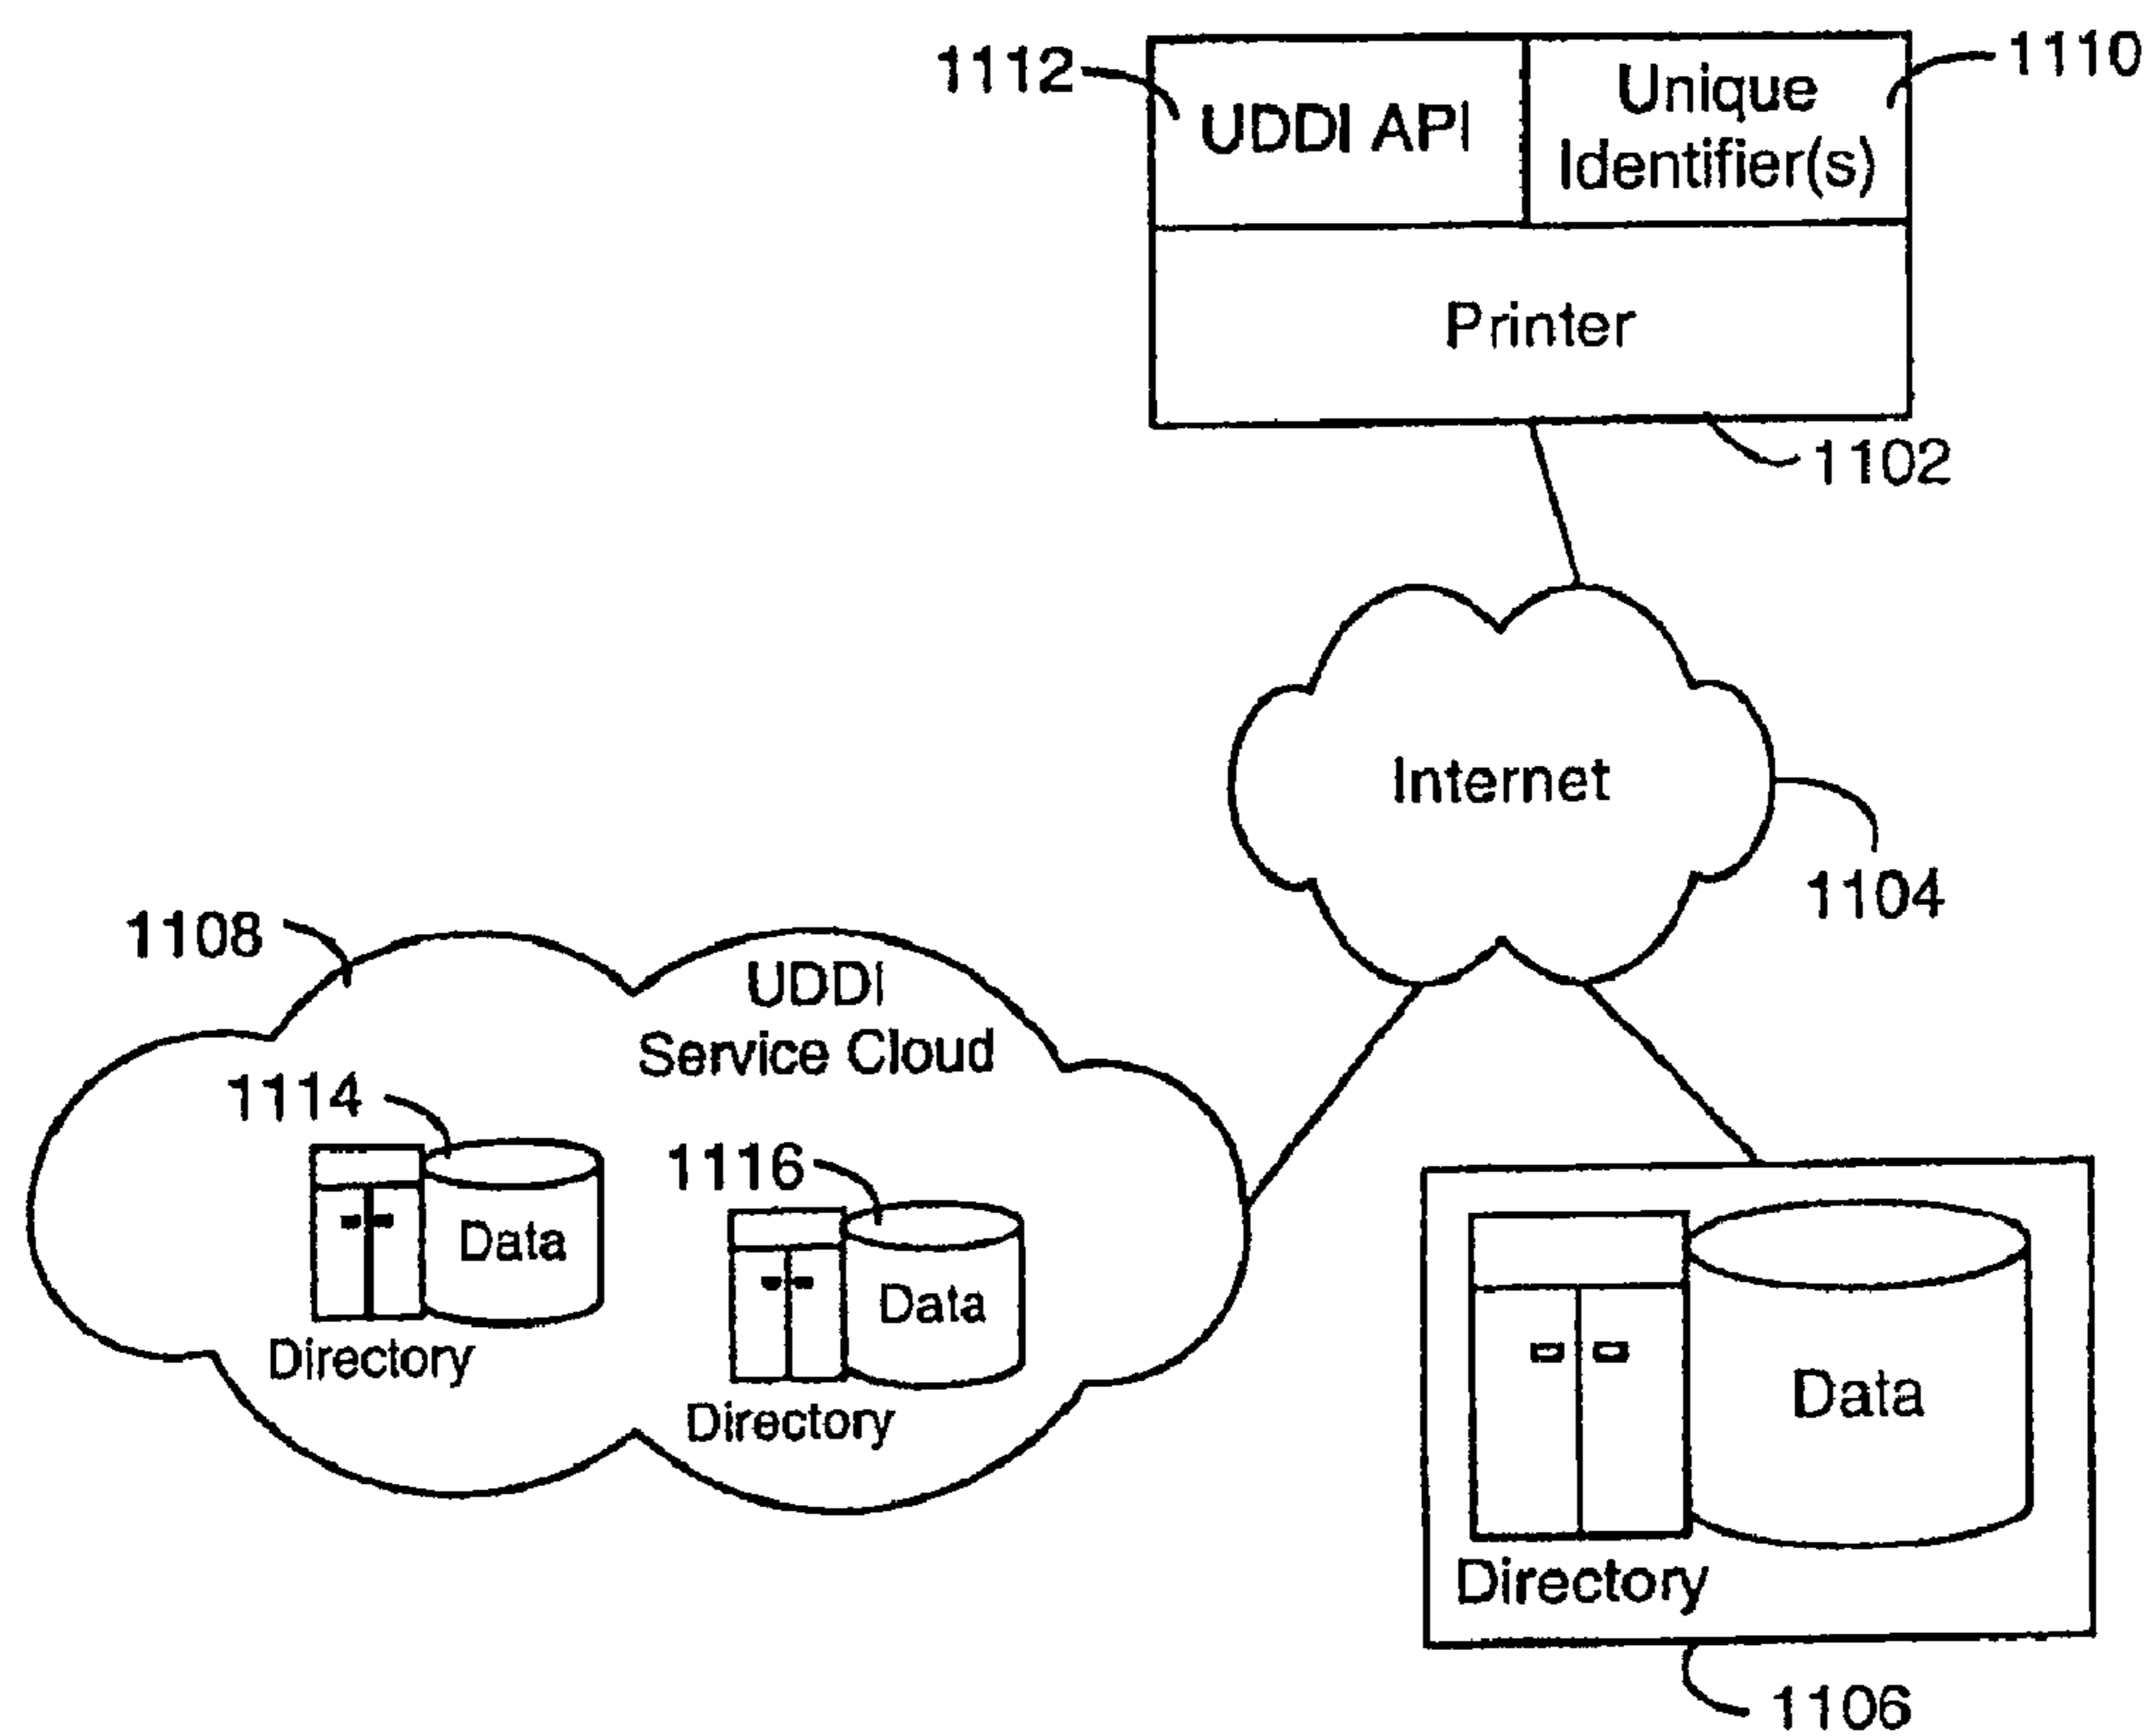 1112
UDDI API
Unique
Identifier(s)
1110
Printer
1102
Internet
1104
1108
UDDI
Service Cloud
1114
Data
Directory
1116
Data
Directory
Data
Directory
1106